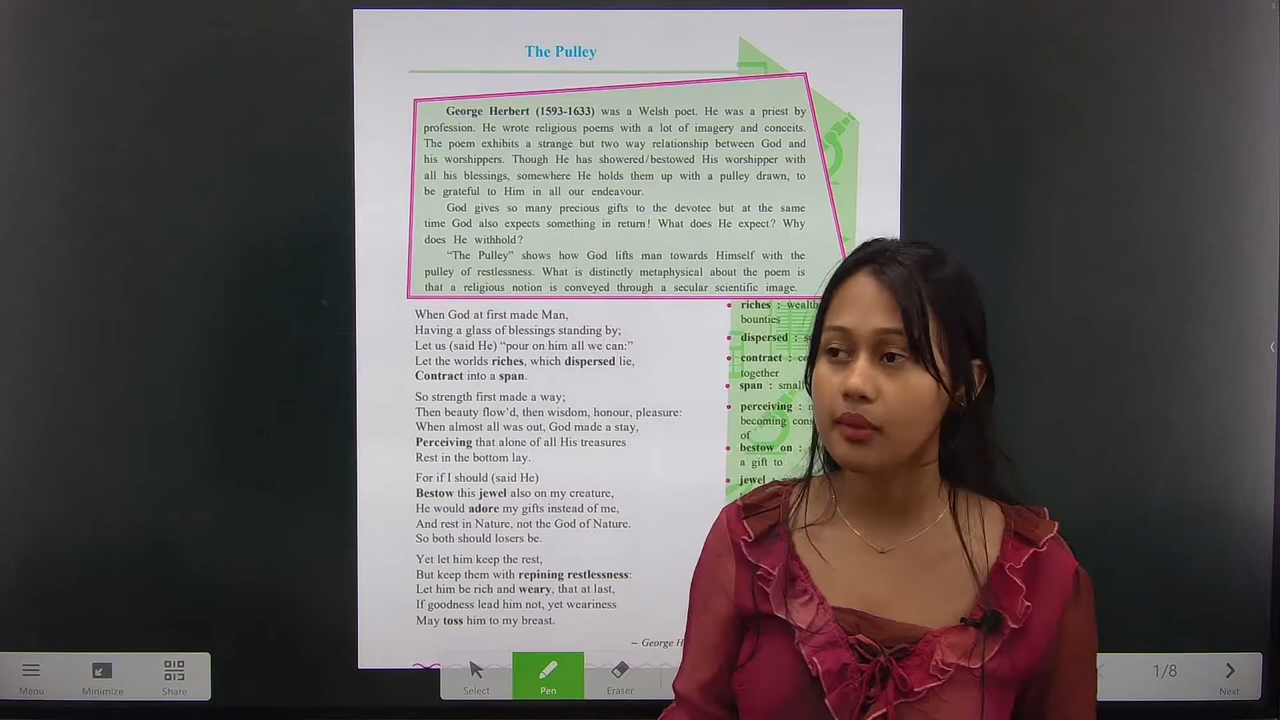 The Pulley
George Herbert (1593-1633) was a Welsh poet. He was a priest by
profession. He wrote religious poems with a lot of imagery and conceits.
The poem exhibits a strange but two way relationship between God and
his worshippers. Though He has showered/bestowed His worshipper with
all his blessings, somewhere He holds them up with a pulley drawn, to
be grateful to Him in all our endeavour.
God gives so many precious gifts to the devotee but at the same
time God also expects something in return! What does He expect? Why
does He withhold?
“The Pulley” shows how God lifts man towards Himself with the
pulley of restlessness. What is distinctly metaphysical about the poem is
that a religious notion is conveyed through a secular scientific image.
When God at first made Man,
Having a glass of blessings standing by;
Let us (said He) “pour on him all we can:”
Let the worlds riches, which dispersed lie,
Contract into a span.
So strength first made a way;
Then beauty flow’d, then wisdom, honour, pleasure:
When almost all was out, God made a stay,
Perceiving that alone of all His treasures
Rest in the bottom lay.
For if I should (said He)
Bestow this jewel also on my creature,
He would adore my gifts instead of me,
And rest in Nature, not the God of Nature.
So both should losers be.
Yet let him keep the rest,
But keep them with repining restlessness:
Let him be rich and weary, that at last,
If goodness lead him not, yet weariness
May toss him to my breast.
– George
riches : wealth
bounties
dispersed :
contract :
together
span : small
perceiving :
becoming
of
bestow on :
a gift to
jewel :
Menu
Minimize
Share
Select
Pen
Eraser
1/8
Next